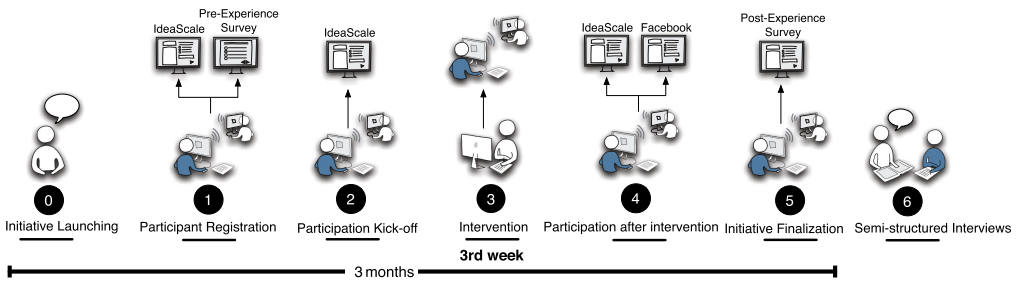 IdeaScale
Pre-Experience
Survey
IdeaScale
IdeaScale
Facebook
Post-Experience
Survey
0
1
2
3
4
5
6
Initiative Launching
Participant Registration
Participation Kick-off
Intervention
Participation after intervention
Initiative Finalization
Semi-structured Interviews
3rd week
3 months